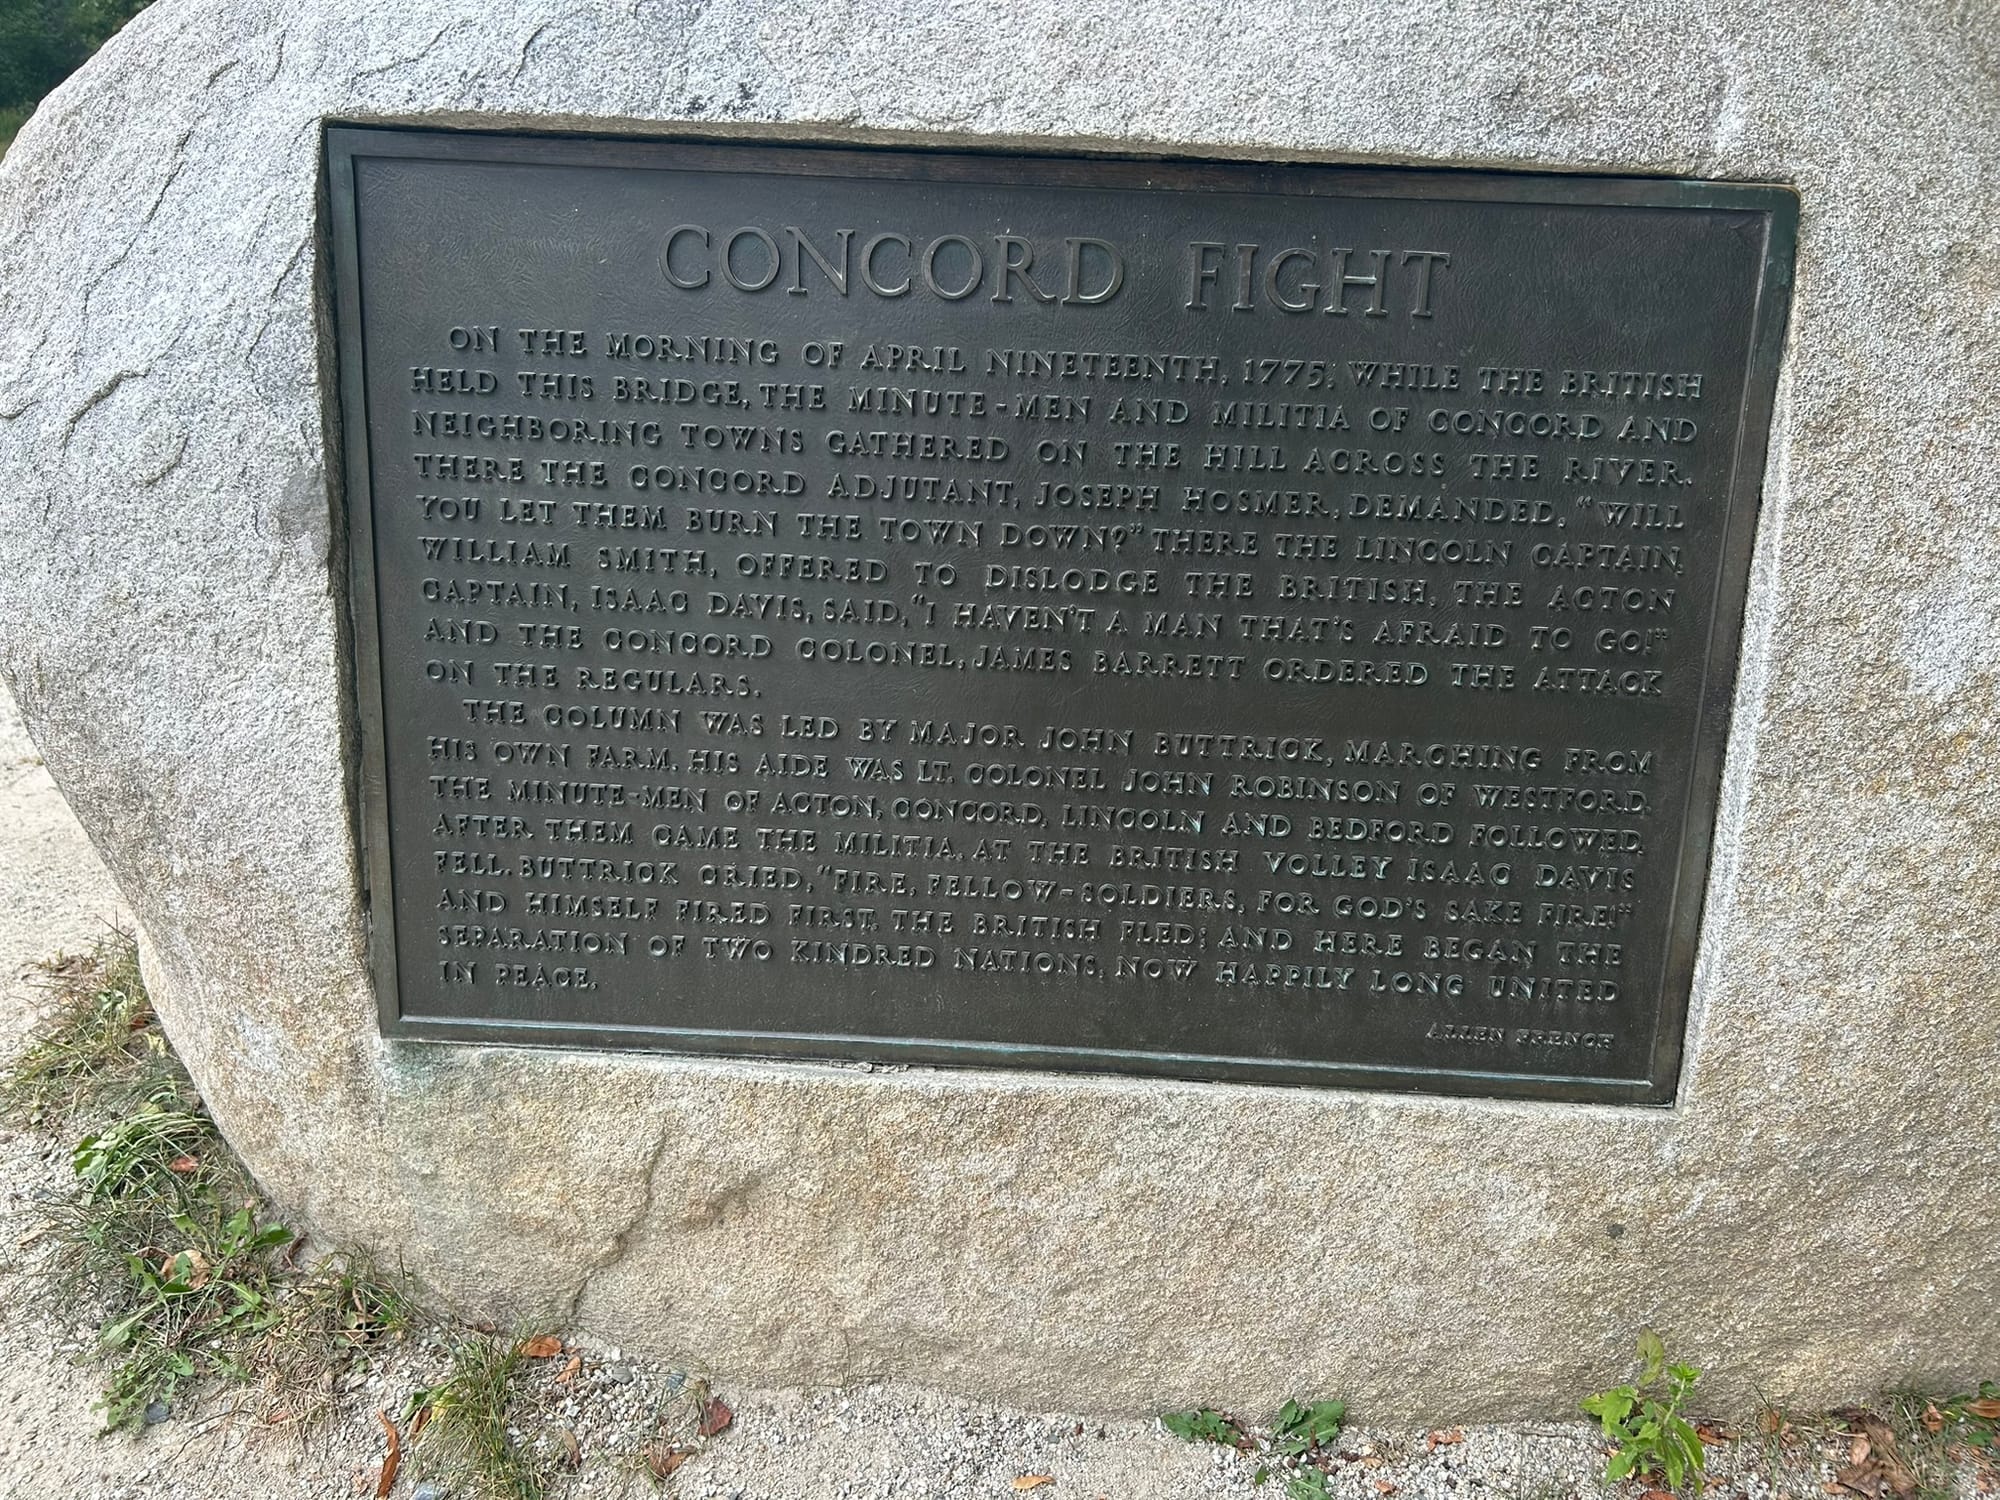 CONCORD FIGHT
ON THE MORNING OF APRIL NINETEENTH, 1775, WHILE THE BRITISH
HELD THIS BRIDGE, THE MINUTE-MEN AND MILITIA OF CONCORD AND
NEIGHBORING TOWNS GATHERED ON THE HILL ACROSS THE RIVER.
THERE THE CONCORD ADJUTANT, JOSEPH HOSMER, DEMANDED, "WILL
YOU LET THEM BURN THE TOWN DOWN?" THERE THE LINCOLN CAPTAIN,
WILLIAM SMITH, OFFERED TO DISLODGE THE BRITISH, THE ACTON
CAPTAIN, ISAAC DAVIS, SAID, "I HAVEN'T A MAN THAT'S AFRAID TO GO!"
AND THE CONCORD COLONEL, JAMES BARRETT ORDERED THE ATTACK
ON THE REGULARS.
THE COLUMN WAS LED BY MAJOR JOHN BUTTRICK, MARCHING FROM
HIS OWN FARM. HIS AIDE WAS LT. COLONEL JOHN ROBINSON OF WESTFORD.
THE MINUTE-MEN OF ACTON, CONCORD, LINCOLN AND BEDFORD FOLLOWED.
AFTER THEM CAME THE MILITIA. AT THE BRITISH VOLLEY ISAAC DAVIS
FELL. BUTTRICK CRIED, "FIRE, FELLOW-SOLDIERS, FOR GOD'S SAKE FIRE!"
AND HIMSELF FIRED FIRST. THE BRITISH FLED; AND HERE BEGAN THE
SEPARATION OF TWO KINDRED NATIONS, NOW HAPPILY LONG UNITED
IN PEACE.
ALLEN FRENCH